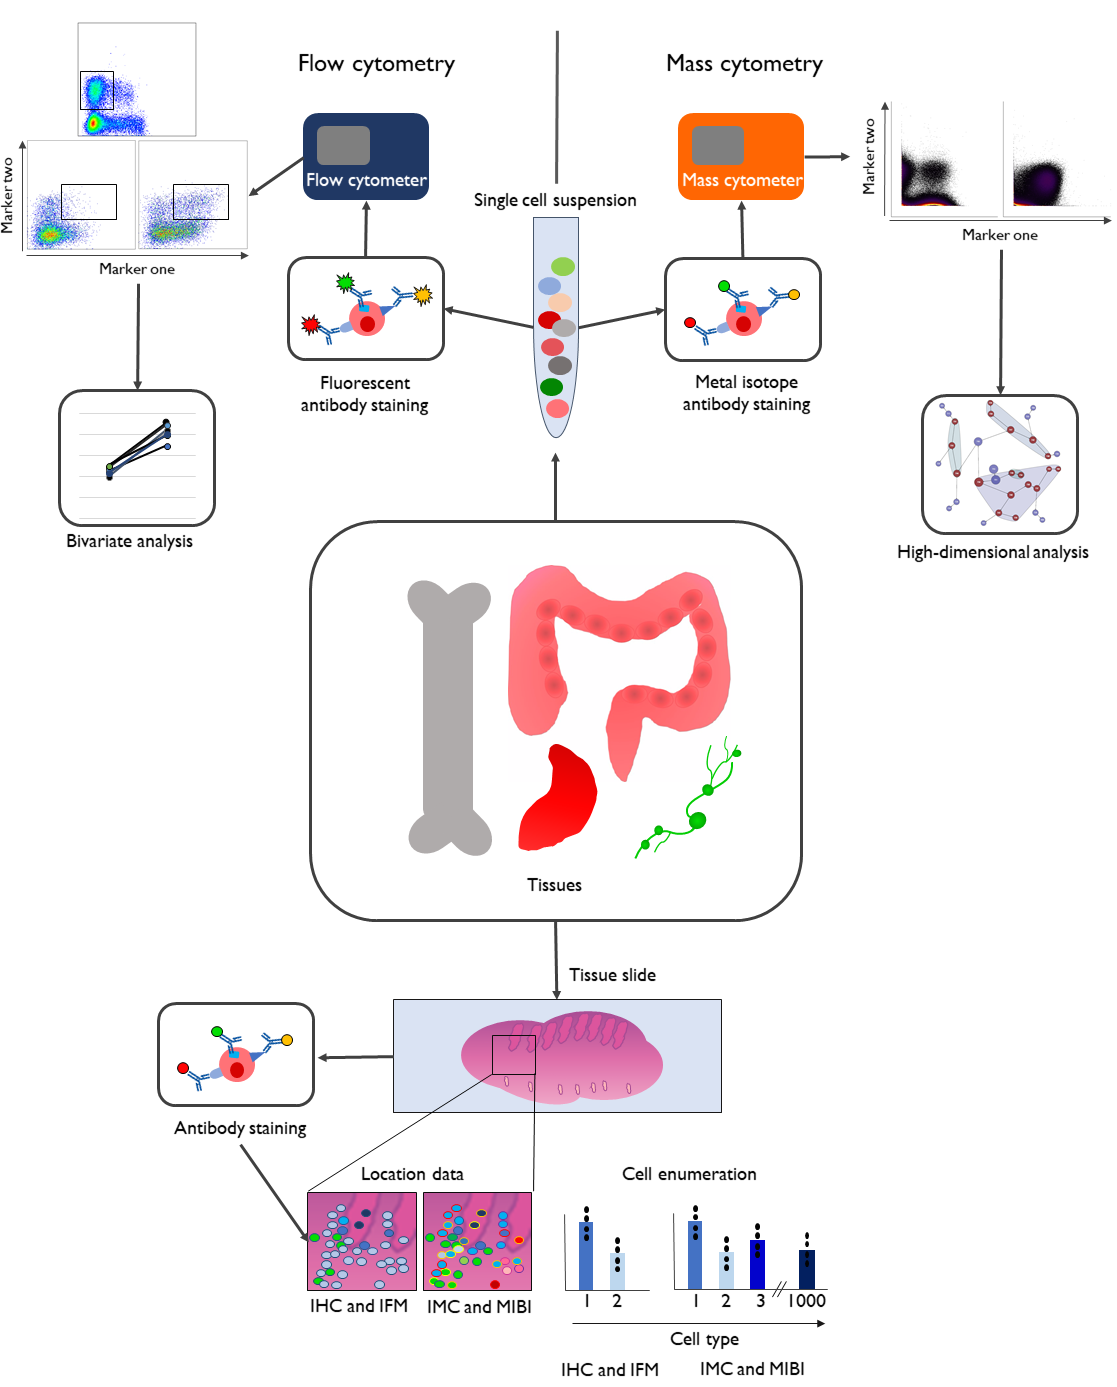 Flow cytometry
Mass cytometry
Flow cytometer
Mass cytometer
Single cell suspension
Marker two
Marker one
Marker two
Marker one
Fluorescent
antibody staining
Metal isotope
antibody staining
Bivariate analysis
High-dimensional analysis
Tissues
Tissue slide
Antibody staining
Location data
Cell enumeration
IHC and IFM
IMC and MIBI
1 2
1 2 3 1000
Cell type
IHC and IFM
IMC and MIBI